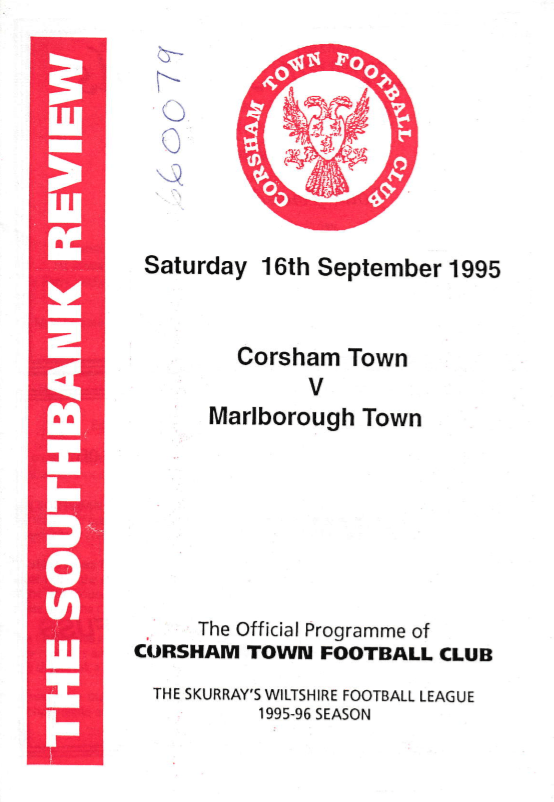 THE SOUTHBANK REVIEW
660079
CORSHAM TOWN FOOTBALL CLUB
Saturday 16th September 1995
Corsham Town
V
Marlborough Town
The Official Programme of
CORSHAM TOWN FOOTBALL CLUB
THE SKURRAY'S WILTSHIRE FOOTBALL LEAGUE
1995-96 SEASON